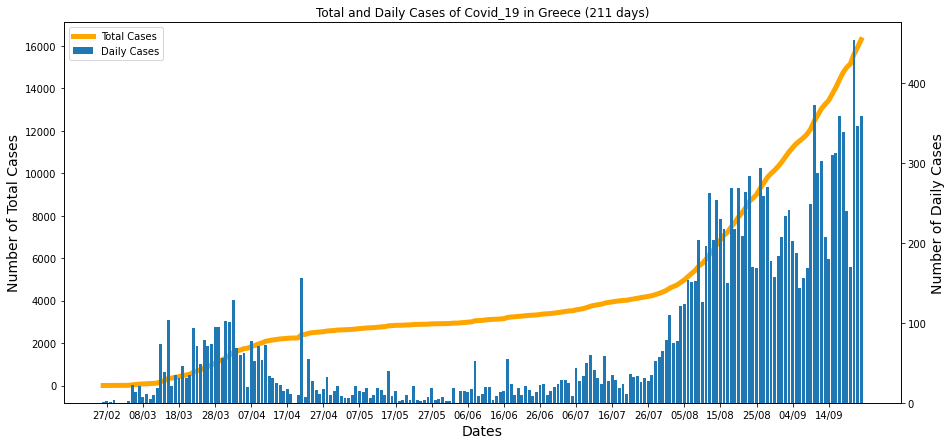 Total and Daily Cases of Covid_19 in Greece (211 days)
Total Cases
Daily Cases
Number of Total Cases
16000
14000
12000
10000
8000
6000
4000
2000
0
Number of Daily Cases
400
300
200
100
0
27/02 08/03 18/03 28/03 07/04 17/04 27/04 07/05 17/05 27/05 06/06 16/06 26/06 06/07 16/07 26/07 05/08 15/08 25/08 04/09 14/09
Dates